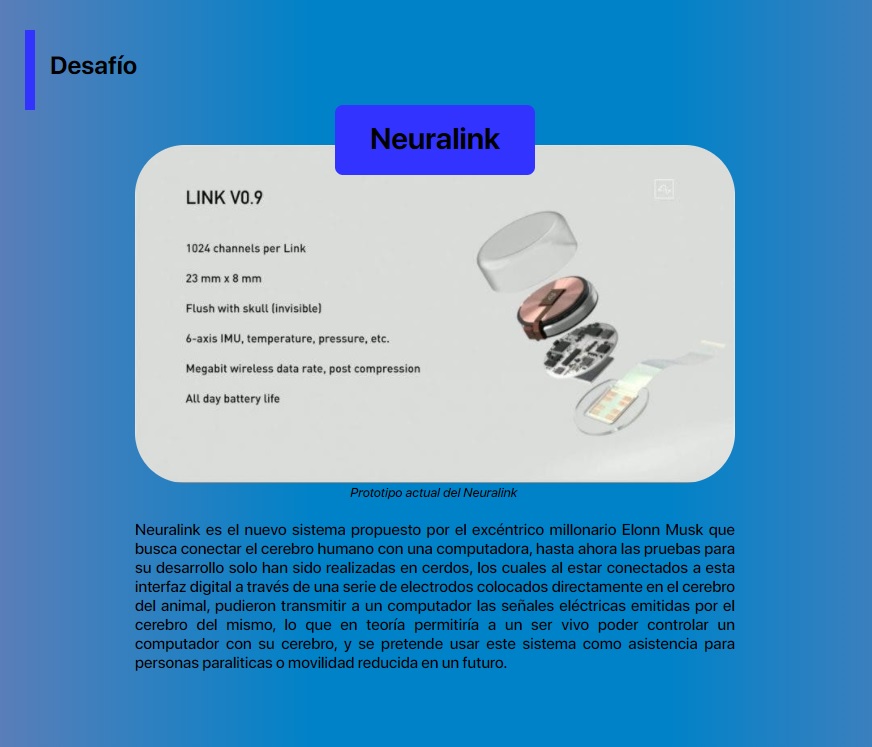 Desafío
Neuralink
LINK V0.9
1024 channels per Link
23 mm x 8 mm
Flush with skull (invisible)
6-axis IMU, temperature, pressure, etc.
Megabit wireless data rate, post compression
All day battery life
Prototipo actual del Neuralink
Neuralink es el nuevo sistema propuesto por el excéntrico millonario Elonn Musk que
busca conectar el cerebro humano con una computadora, hasta ahora las pruebas para
su desarrollo solo han sido realizadas en cerdos, los cuales al estar conectados a esta
interfaz digital a través de una serie de electrodos colocados directamente en el cerebro
del animal, pudieron transmitir a un computador las señales eléctricas emitidas por el
cerebro del mismo, lo que en teoría permitiría a un ser vivo poder controlar un
computador con su cerebro, y se pretende usar este sistema como asistencia para
personas paraliticas o movilidad reducida en un futuro.